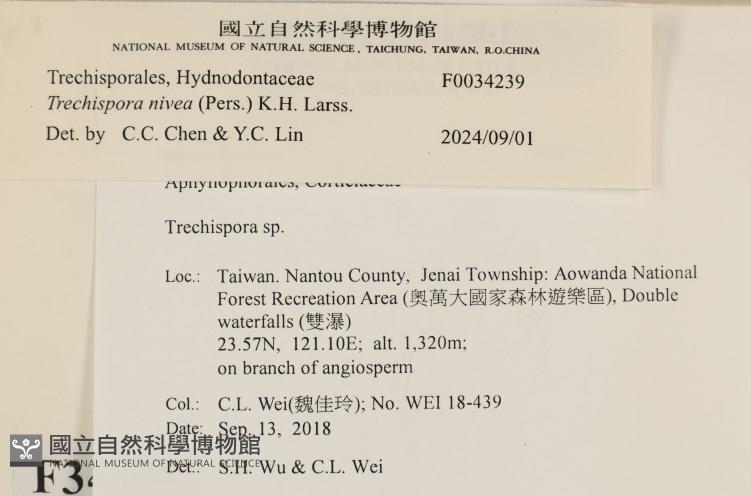 國立自然科學博物館
NATIONAL MUSEUM OF NATURAL SCIENCE, TAICHUNG, TAIWAN, R.O.CHINA
Trechisporales, Hydnodontaceae F0034239
Trechispora nivea (Pers.) K.H. Larss.
Det. by C.C. Chen & Y.C. Lin 2024/09/01
Aphyllophorales, Corticiaceae
Trechispora sp.
Loc.: Taiwan. Nantou County, Jenai Township: Aowanda National
Forest Recreation Area (奧萬大國家森林遊樂區), Double
waterfalls (雙瀑)
23.57N, 121.10E; alt. 1,320m;
on branch of angiosperm
Col.: C.L. Wei(魏佳玲); No. WEI 18-439
Date: Sep. 13, 2018
國立自然科學博物館
NATIONAL MUSEUM OF NATURAL SCIENCE
Det.: S.H. Wu & C.L. Wei